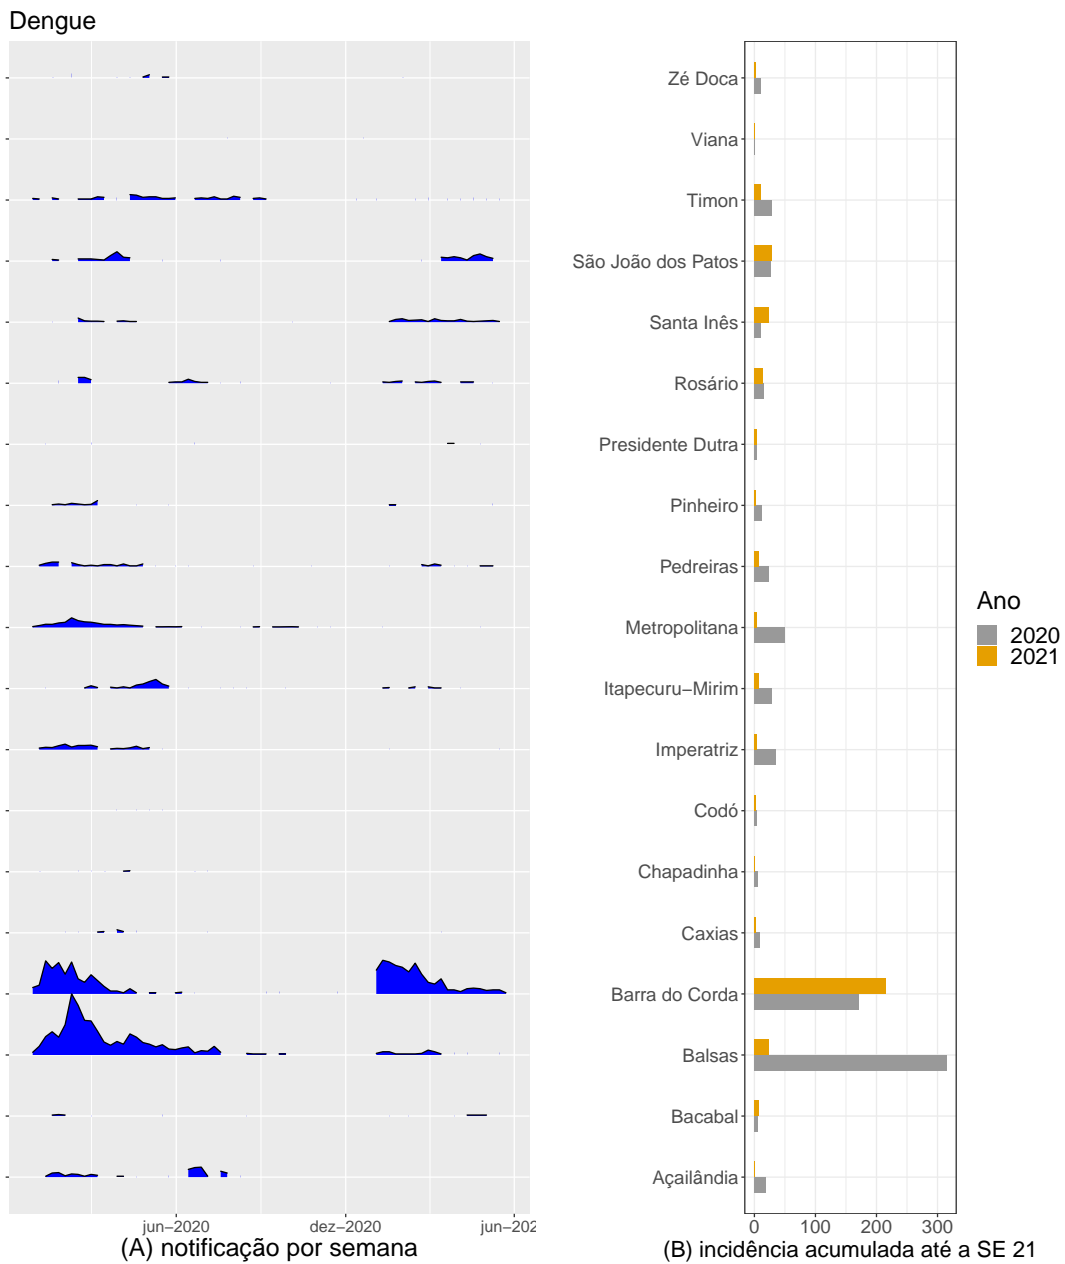 Dengue
Zé Doca
Viana
Timon
São João dos Patos
Santa Inês
Rosário
Presidente Dutra
Pinheiro
Pedreiras
Metropolitana
Itapecuru−Mirim
Imperatriz
Codó
Chapadinha
Caxias
Barra do Corda
Balsas
Bacabal
Açailândia
Ano
2020
2021
jun−2020 dez−2020 jun−202
0 100 200 300
(A) notificação por semana
(B) incidência acumulada até a SE 21